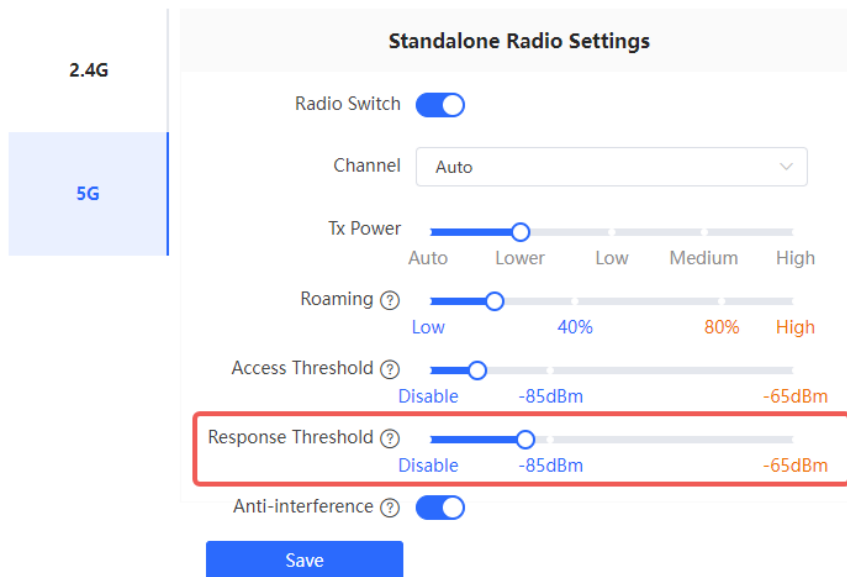 Standalone Radio Settings
2.4G
5G
Radio Switch
Channel Auto
Tx Power
Auto Lower Low Medium High
Roaming ?
Low 40% 80% High
Access Threshold ?
Disable -85dBm -65dBm
Response Threshold ?
Disable -85dBm -65dBm
Anti-interference ?
Save